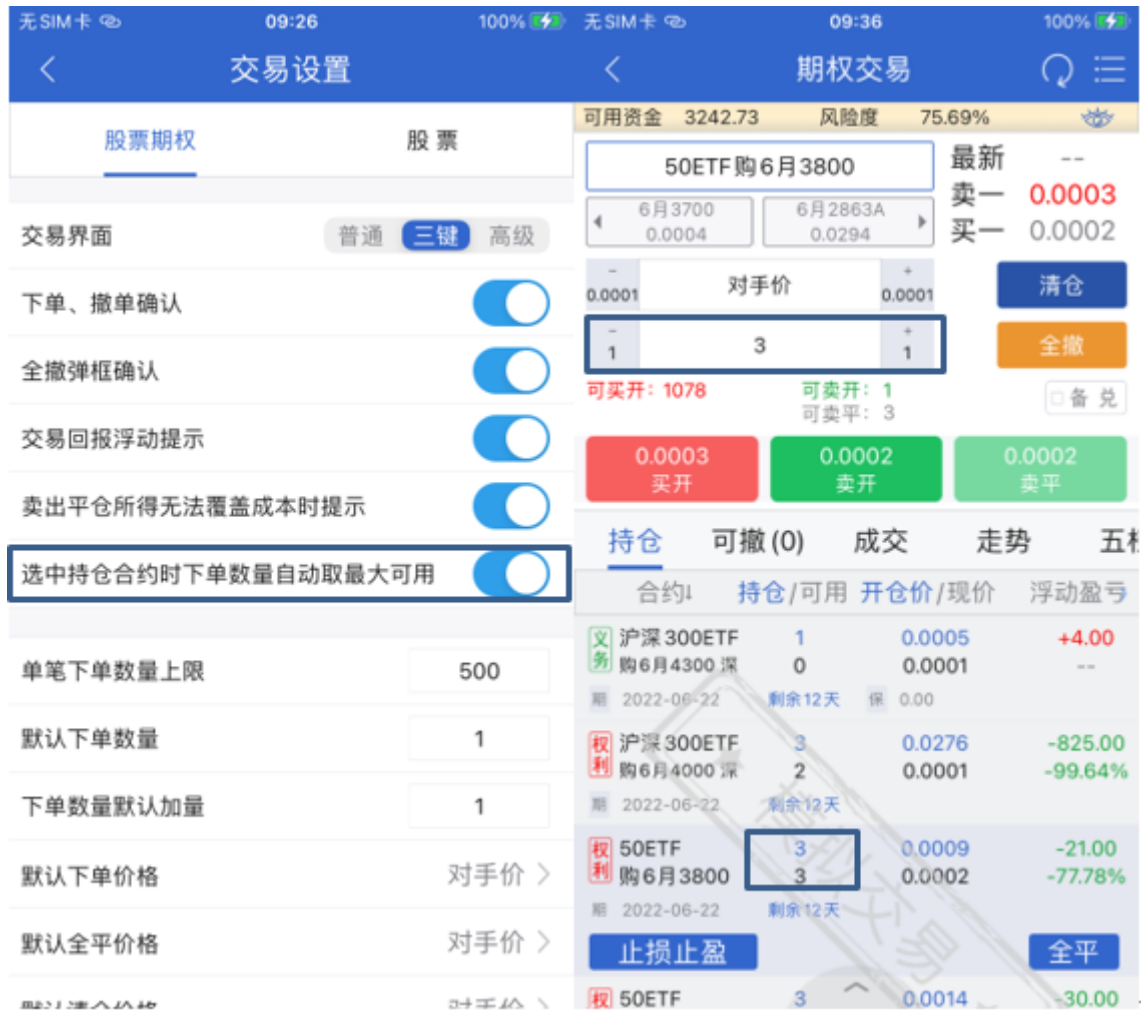 无SIM卡 09:26 100%
交易设置
股票期权 股 票
交易界面 普通 三键 高级
下单、撤单确认
全撤弹框确认
交易回报浮动提示
卖出平仓所得无法覆盖成本时提示
选中持仓合约时下单数量自动取最大可用
单笔下单数量上限 500
默认下单数量 1
下单数量默认加量 1
默认下单价格 对手价
默认全平价格 对手价
无SIM卡 09:36 100%
期权交易
可用资金 3242.73 风险度 75.69%
50ETF购6月3800
最新 --
卖一 0.0003
买一 0.0002
6月3700 6月2863A
0.0004 0.0294
- 对手价 +
0.0001 0.0001
清仓
- 3 +
1 1
全撤
可买开: 1078 可卖开: 1
可卖平: 3
备 兑
0.0003 0.0002 0.0002
买开 卖开 卖平
持仓 可撤(0) 成交 走势 五
合约 持仓/可用 开仓价/现价 浮动盈亏
义务 沪深300ETF 1 0.0005 +4.00
购6月4300 深 0 0.0001 --
期 2022-06-22 剩余12天 保 0.00
权利 沪深300ETF 3 0.0276 -825.00
购6月4000 深 2 0.0001 -99.64%
期 2022-06-22 剩余12天
权利 50ETF 3 0.0009 -21.00
购6月3800 3 0.0002 -77.78%
期 2022-06-22 剩余12天
止损止盈 全平
权 50ETF 3 0.0014 -30.00
模拟交易